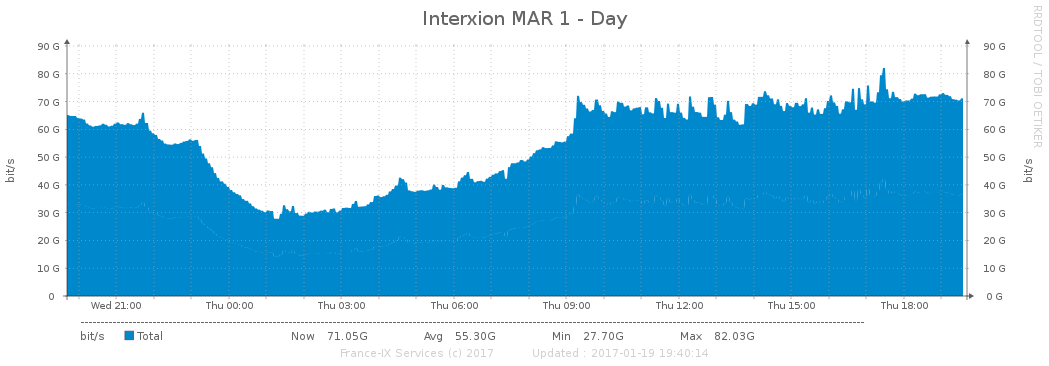 Interxion MAR 1 - Day
RRDTOOL / TOBI OETIKER
90 G 90 G
80 G 80 G
70 G 70 G
60 G 60 G
50 G 50 G
40 G 40 G
30 G 30 G
20 G 20 G
10 G 10 G
0 0 G
bit/s
bit/s
Wed 21:00 Thu 00:00 Thu 03:00 Thu 06:00 Thu 09:00 Thu 12:00 Thu 15:00 Thu 18:00
bit/s Total Now 71.05G Avg 55.30G Min 27.70G Max 82.03G
France-IX Services (c) 2017 Updated : 2017-01-19 19:40:14